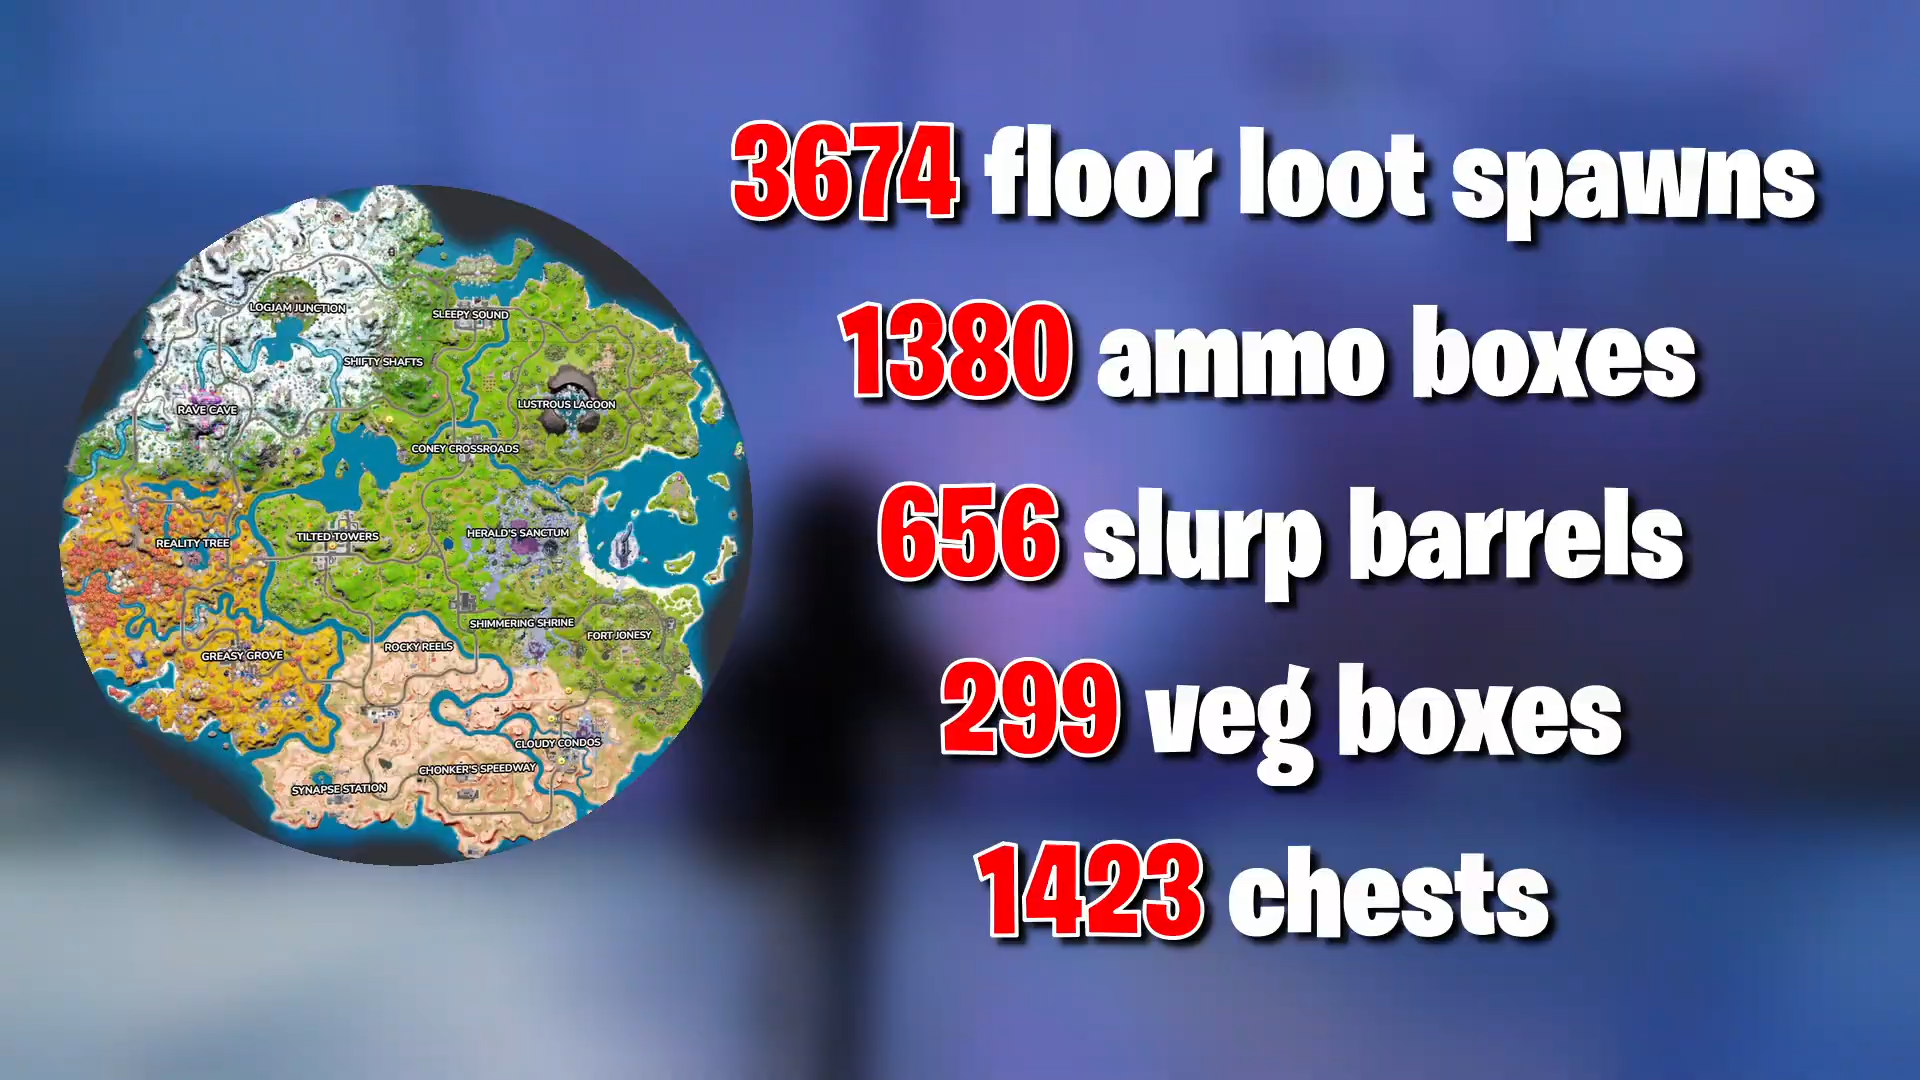 3674 floor loot spawns
1380 ammo boxes
656 slurp barrels
299 veg boxes
1423 chests
LOGJAM JUNCTION
SLEEPY SOUND
SHIFTY SHAFTS
RAVE CAVE
LUSTROUS LAGOON
CONEY CROSSROADS
REALITY TREE
TILTED TOWERS
HERALD'S SANCTUM
SHIMMERING SHRINE
FORT JONESY
GREASY GROVE
ROCKY REELS
CLOUDY CONDOS
CHONKER'S SPEEDWAY
SYNAPSE STATION